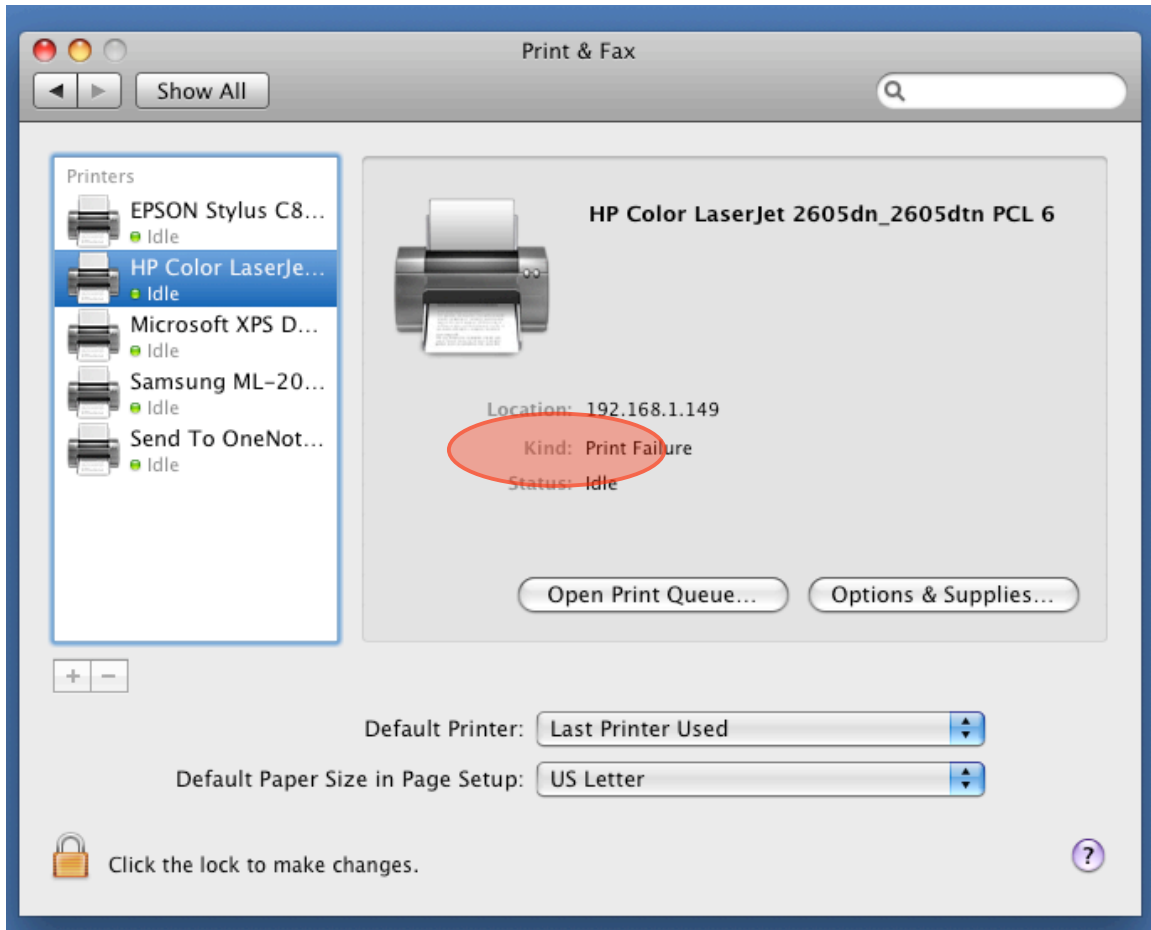 Print & Fax
Show All
Printers
EPSON Stylus C8...
Idle
HP Color LaserJe...
Idle
Microsoft XPS D...
Idle
Samsung ML-20...
Idle
Send To OneNot...
Idle
HP Color LaserJet 2605dn_2605dtn PCL 6
Location: 192.168.1.149
Kind: Print Failure
Status: Idle
Open Print Queue... Options & Supplies...
+ −
Default Printer: Last Printer Used
Default Paper Size in Page Setup: US Letter
Click the lock to make changes.
?